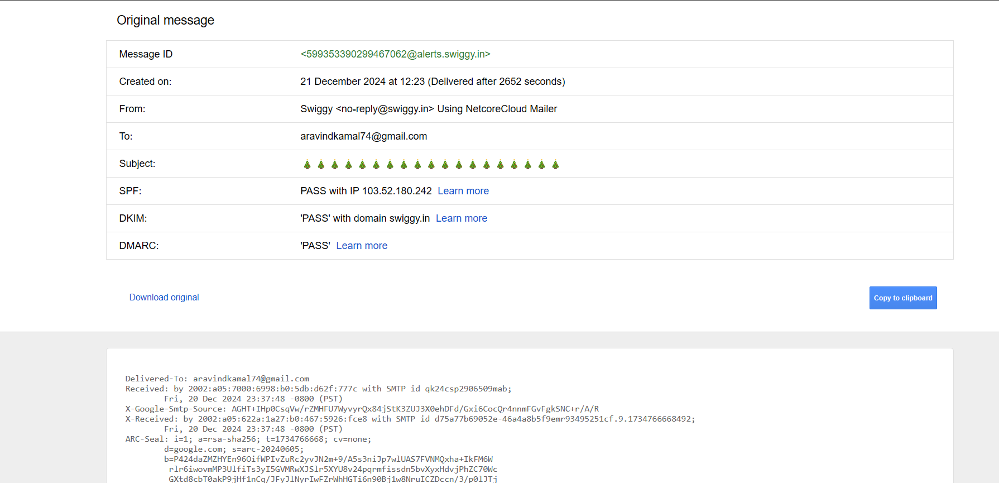 Original message
Message ID <599353390299467062@alerts.swiggy.in>
Created on: 21 December 2024 at 12:23 (Delivered after 2652 seconds)
From: Swiggy <no-reply@swiggy.in> Using NetcoreCloud Mailer
To: aravindkamal74@gmail.com
Subject: 🎄 🎄 🎄 🎄 🎄 🎄 🎄 🎄 🎄 🎄 🎄 🎄 🎄 🎄 🎄 🎄 🎄 🎄 🎄
SPF: PASS with IP 103.52.180.242 Learn more
DKIM: 'PASS' with domain swiggy.in Learn more
DMARC: 'PASS' Learn more
Download original
Copy to clipboard
Delivered-To: aravindkamal74@gmail.com
Received: by 2002:a05:7000:6998:b0:5db:d62f:777c with SMTP id qk24csp2906509mab;
Fri, 20 Dec 2024 23:37:48 -0800 (PST)
X-Google-Smtp-Source: AGHT+IHp0CsqVw/rZMHFU7WyvyrQx84jStK3ZUJ3X0ehDFd/Gxi6CocQr4nnmFGvFgkSNC+r/A/R
X-Received: by 2002:a05:622a:1a27:b0:467:5926:fce8 with SMTP id d75a77b69052e-46a4a8b5f9emr93495251cf.9.1734766668492;
Fri, 20 Dec 2024 23:37:48 -0800 (PST)
ARC-Seal: i=1; a=rsa-sha256; t=1734766668; cv=none;
d=google.com; s=arc-20240605;
b=P424daZMZHYEn96OifWPIvZuRc2yvJN2m+9/A5s3niJp7wlUAS7FVNMQxha+IkFM6W
rlr6iwovmMP3UlfiTs3yI5GVMRwXJSlr5XYU8v24pqrmfissdn5bvXyxHdvjPhZC70Wc
GXtd8cbT0akP9jHf1nCq/JFyJlNyrIwFZrWhHGTi6n90Bj1w8NruICZDccn/3/p0lJTj